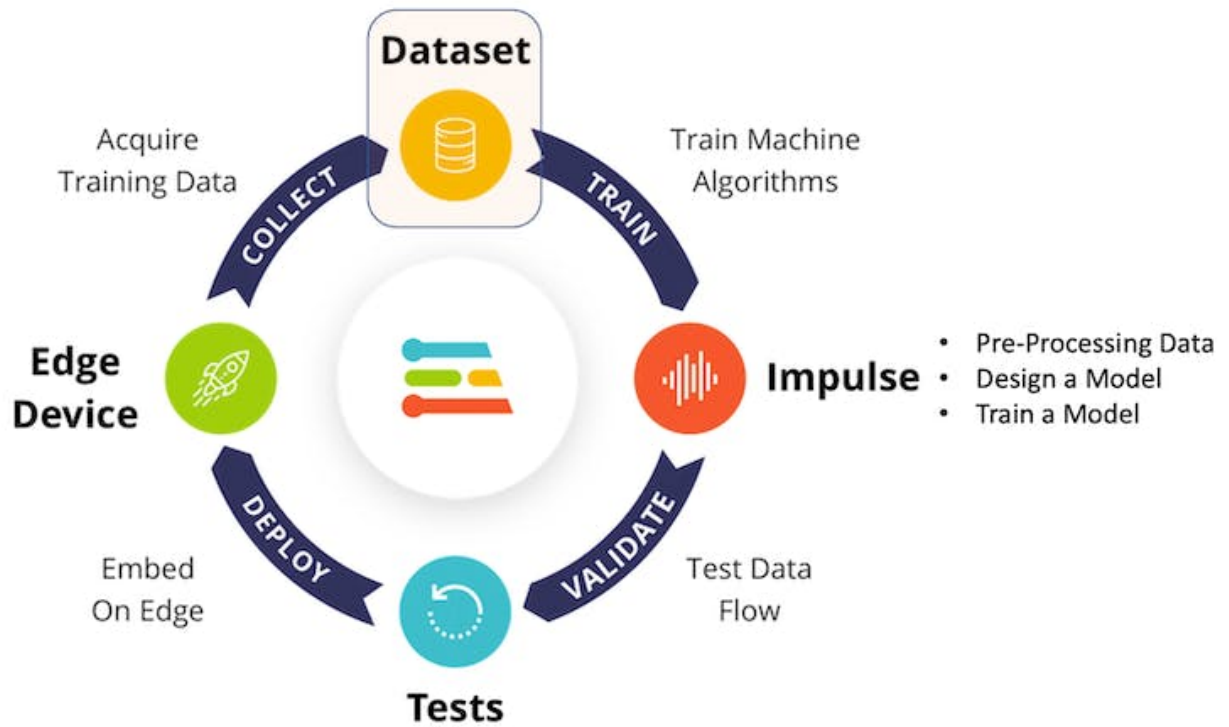 Dataset
Acquire
Training Data
COLLECT
TRAIN
Train Machine
Algorithms
Edge
Device
Impulse
• Pre-Processing Data
• Design a Model
• Train a Model
DEPLOY
Embed
On Edge
VALIDATE
Test Data
Flow
Tests